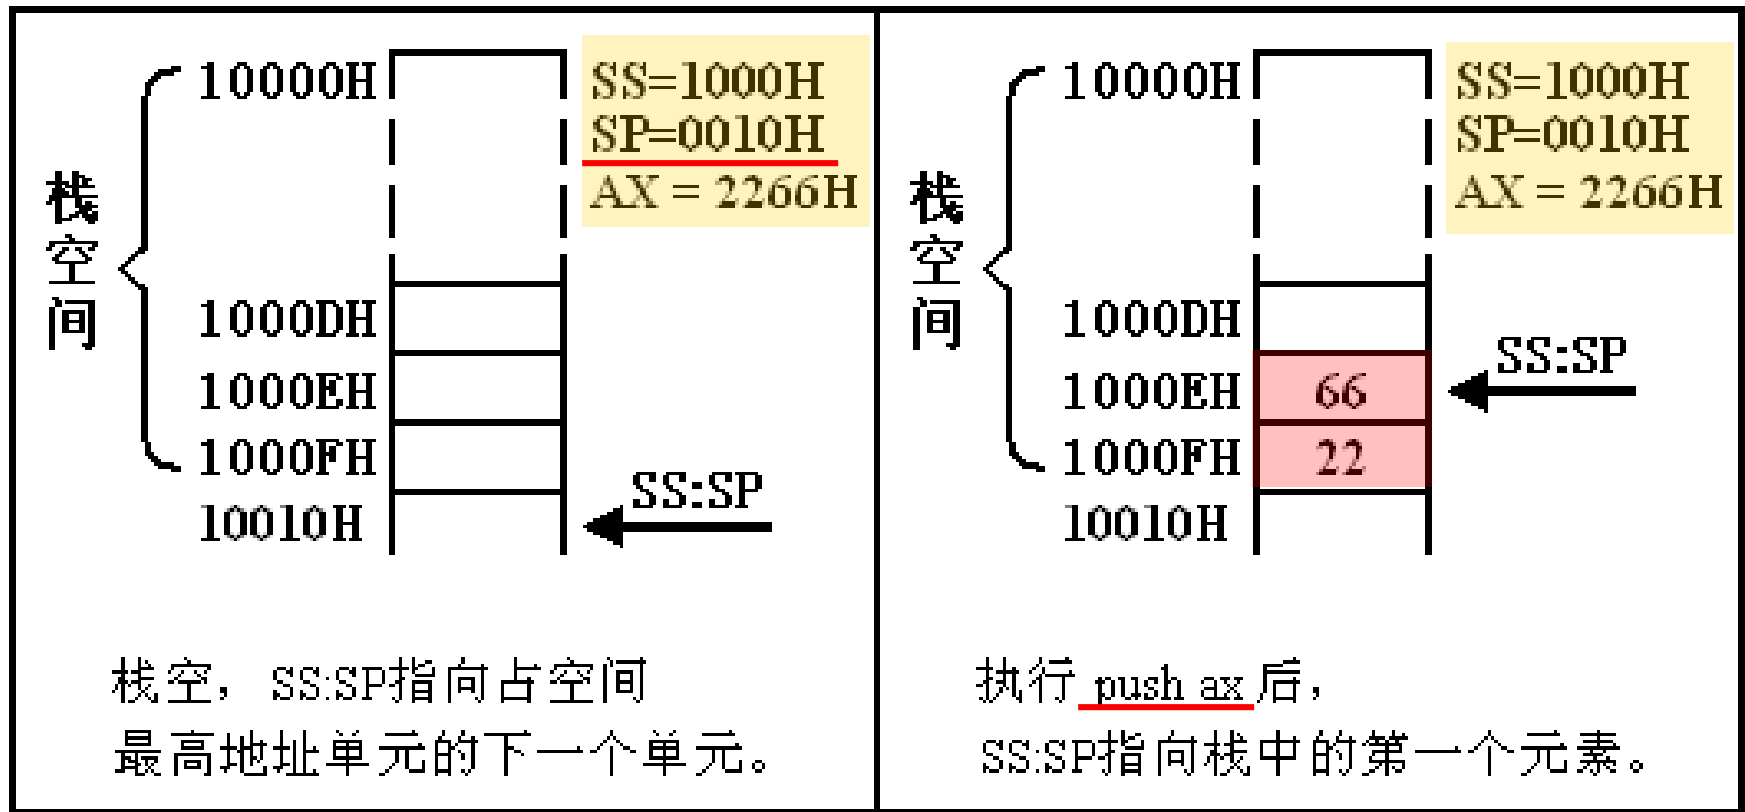 10000H
SS=1000H
SP=0010H
AX = 2266H
栈空间
1000DH
1000EH
1000FH
SS:SP
10010H
栈空，SS:SP指向占空间
最高地址单元的下一个单元。
10000H
SS=1000H
SP=0010H
AX = 2266H
栈空间
1000DH
SS:SP
1000EH 66
1000FH 22
10010H
执行 push ax 后，
SS:SP指向栈中的第一个元素。